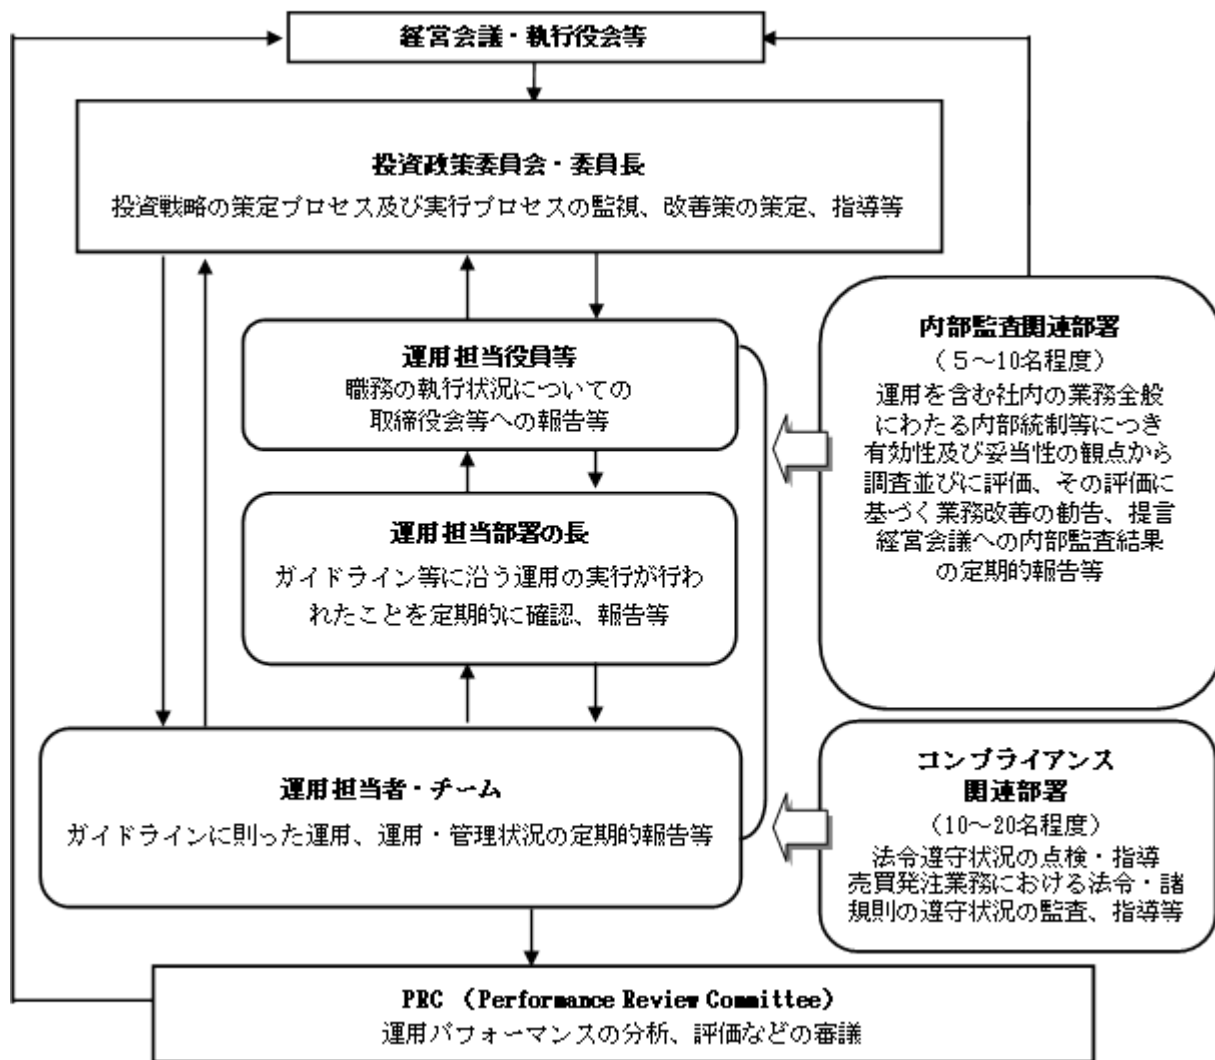 経営会議・執行役会等
投資政策委員会・委員長
投資戦略の策定プロセス及び実行プロセスの監視、改善策の策定、指導等
運用担当役員等
職務の執行状況についての
取締役会等への報告等
運用担当部署の長
ガイドライン等に沿う運用の実行が行わ
れたことを定期的に確認、報告等
運用担当者・チーム
ガイドラインに則った運用、運用・管理状況の定期的報告等
内部監査関連部署
（５～10名程度）
運用を含む社内の業務全般
にわたる内部統制等につき
有効性及び妥当性の観点から
調査並びに評価、その評価に
基づく業務改善の勧告、提言
経営会議への内部監査結果
の定期的報告等
コンプライアンス
関連部署
（10～20名程度）
法令遵守状況の点検・指導
売買発注業務における法令・諸
規則の遵守状況の監査、指導等
PRC （Performance Review Committee）
運用パフォーマンスの分析、評価などの審議